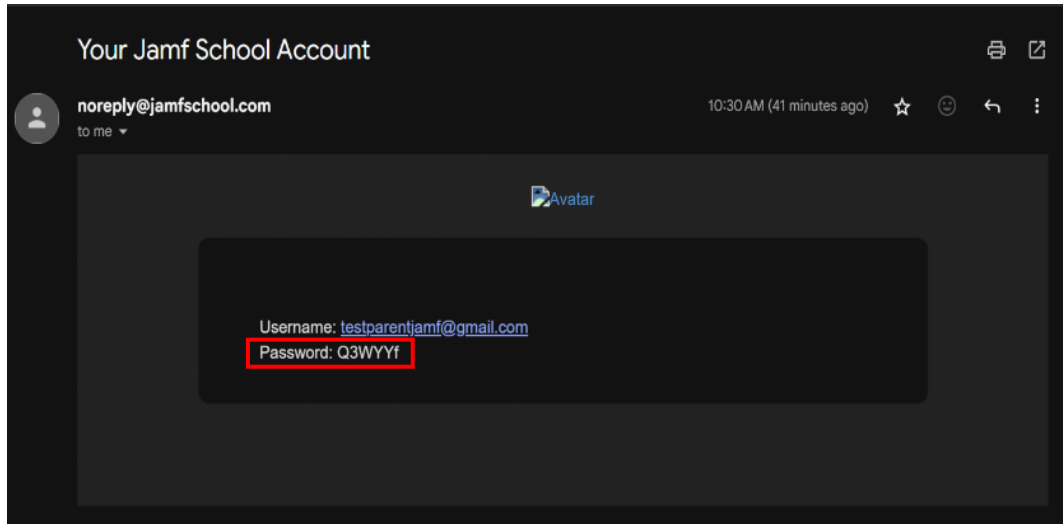 Your Jamf School Account
noreply@jamfschool.com
10:30 AM (41 minutes ago)
to me
Avatar
Username: testparentjamf@gmail.com
Password: Q3WYYf